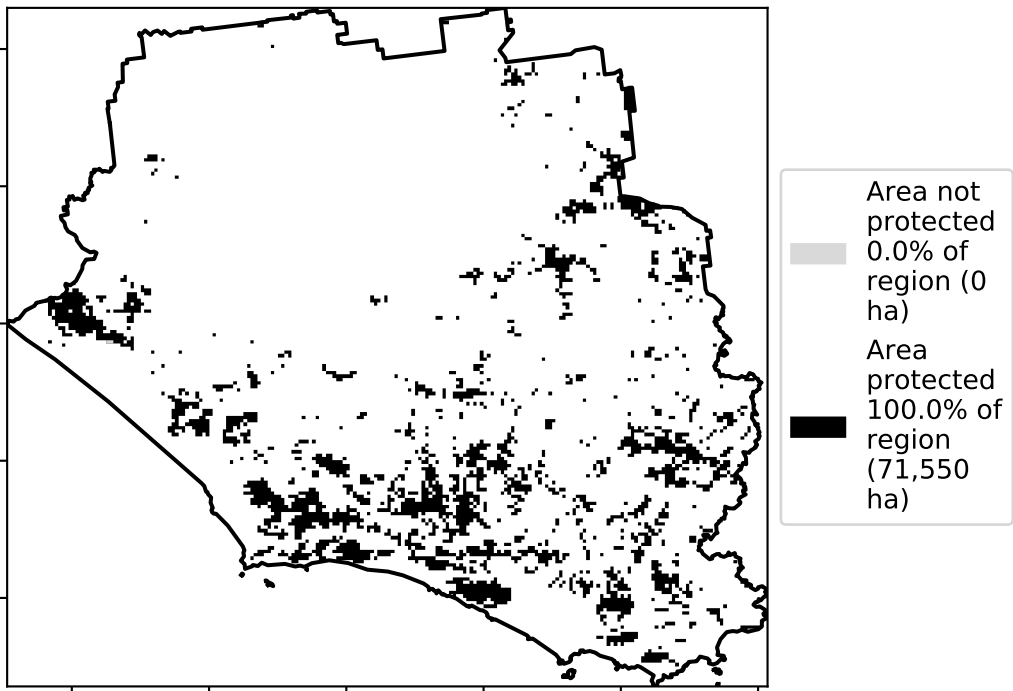 Area not
protected
0.0% of
region (0
ha)
Area
protected
100.0% of
region
(71,550
ha)